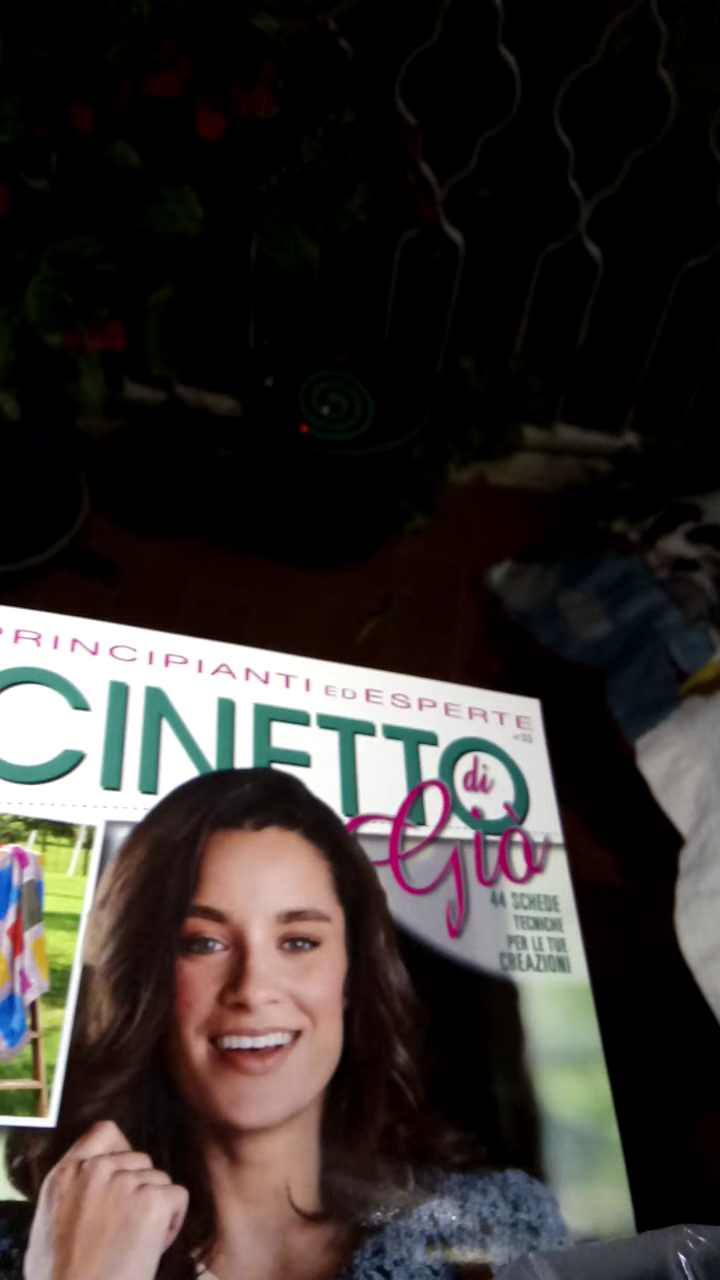 PRINCIPIANTI ED ESPERTE
CINETTO
di
Giò
44 SCHEDE
TECNICHE
PER LE TUE
CREAZIONI